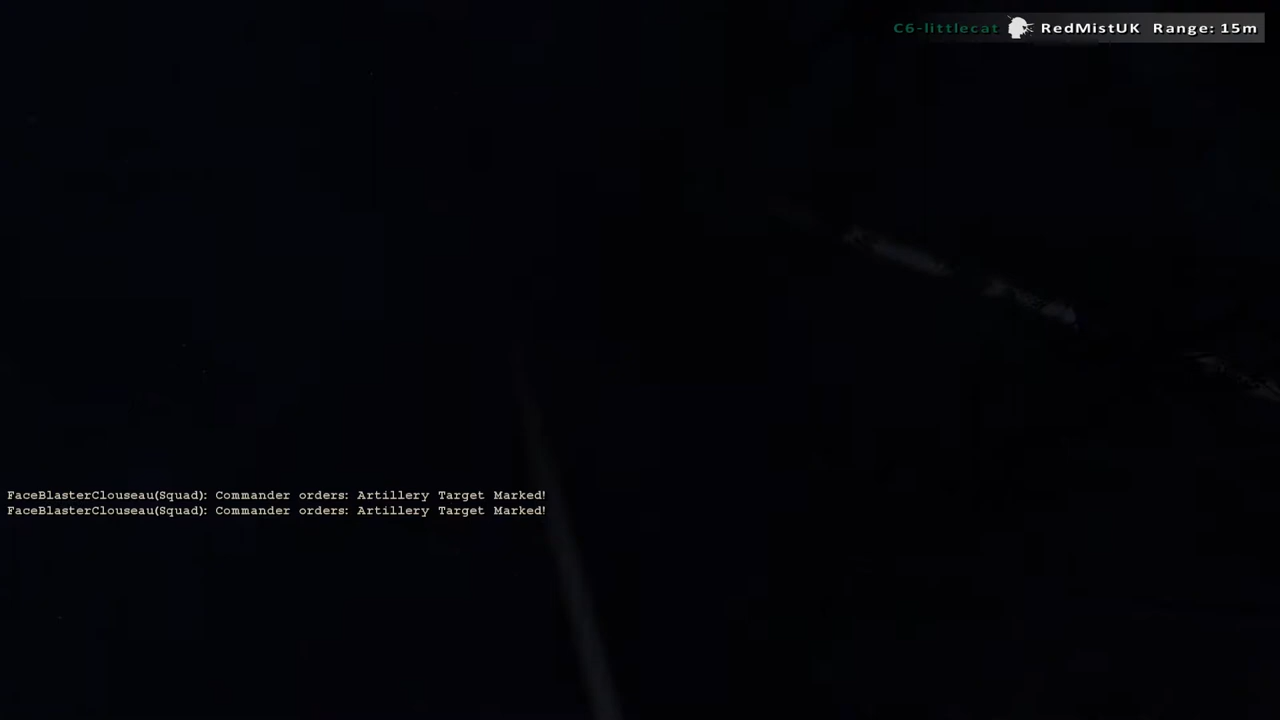 C6-littlecat RedMistUK Range: 15m
FaceBlasterClouseau(Squad): Commander orders: Artillery Target Marked!
FaceBlasterClouseau(Squad): Commander orders: Artillery Target Marked!